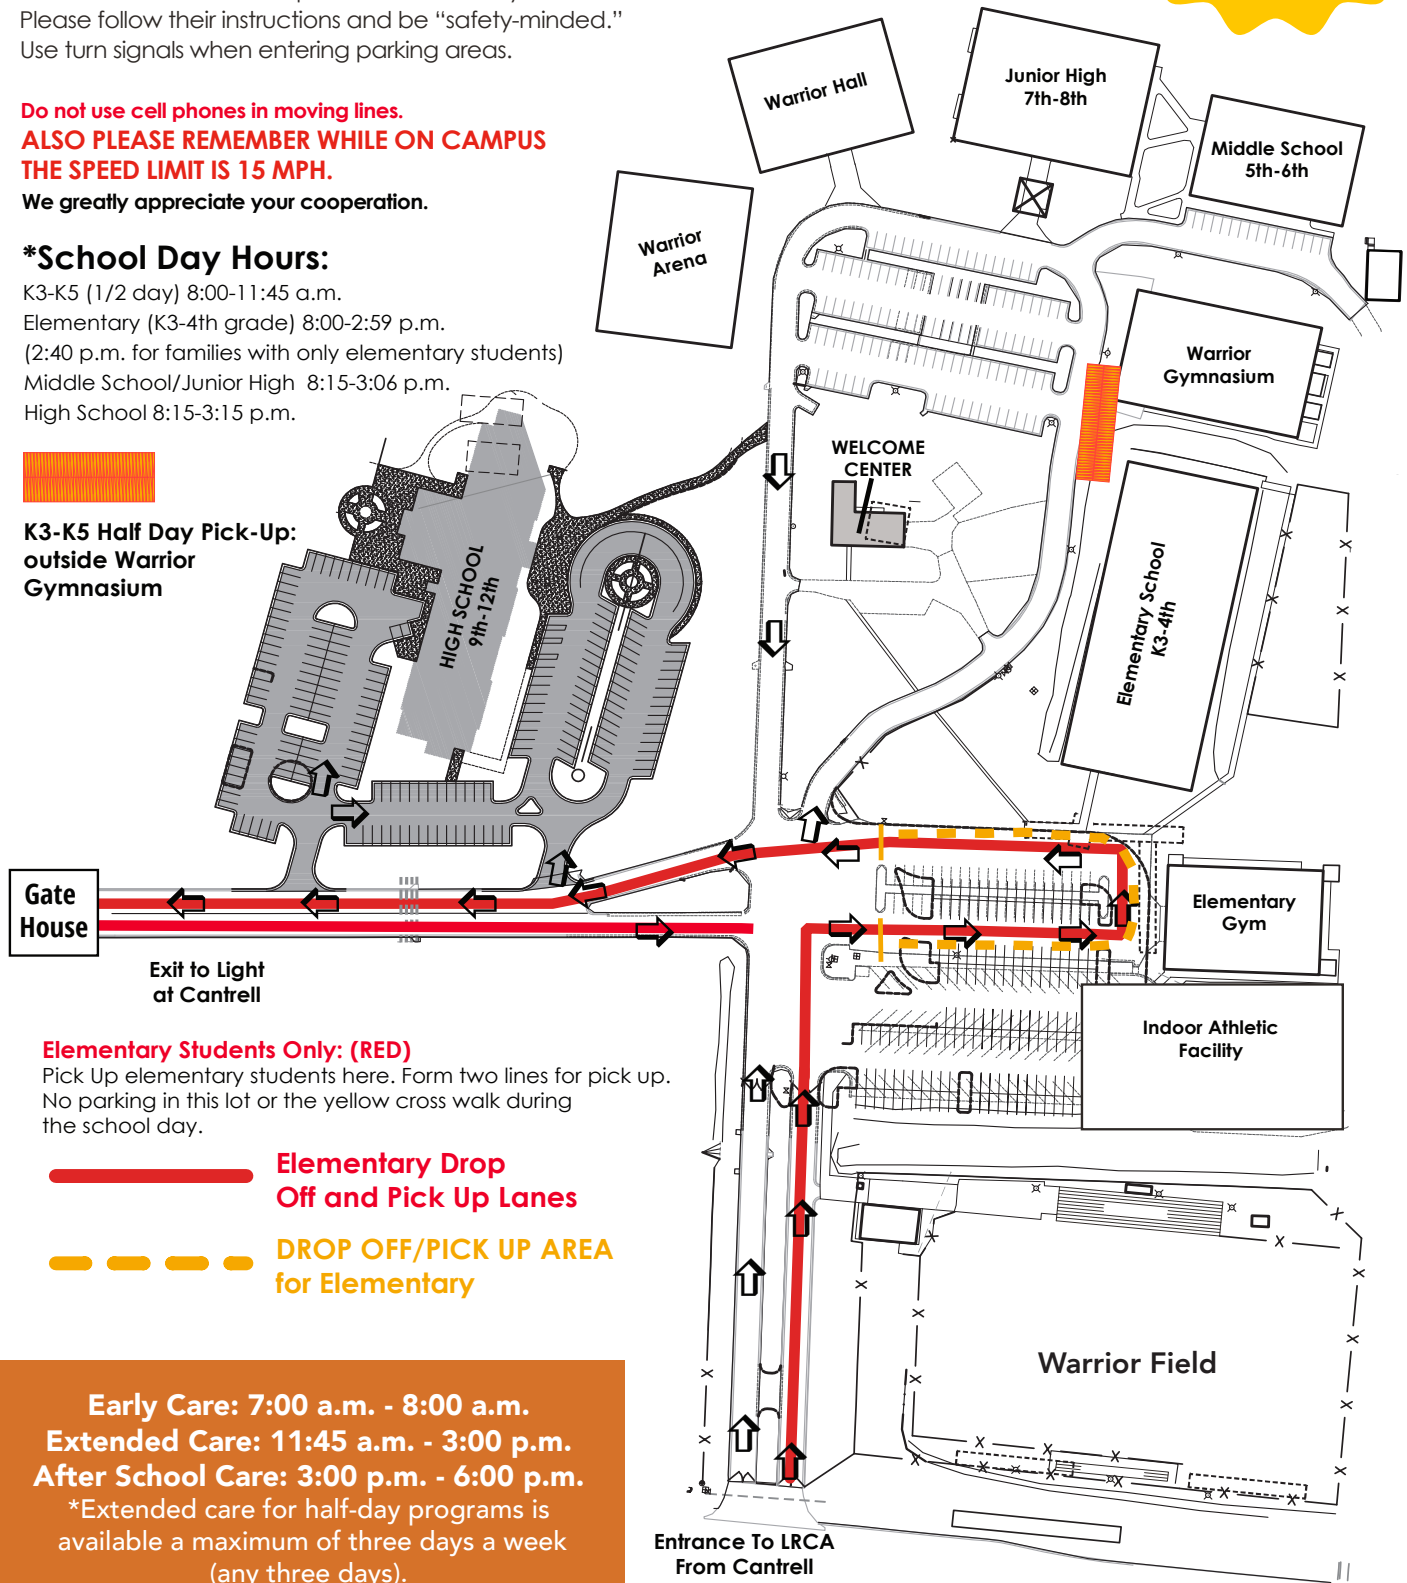 Please follow their instructions and be “safety-minded.”
Use turn signals when entering parking areas.
Do not use cell phones in moving lines.
ALSO PLEASE REMEMBER WHILE ON CAMPUS
THE SPEED LIMIT IS 15 MPH.
We greatly appreciate your cooperation.
*School Day Hours:
K3-K5 (1/2 day) 8:00-11:45 a.m.
Elementary (K3-4th grade) 8:00-2:59 p.m.
(2:40 p.m. for families with only elementary students)
Middle School/Junior High  8:15-3:06 p.m.
High School 8:15-3:15 p.m.
K3-K5 Half Day Pick-Up:
outside Warrior
Gymnasium
Warrior Hall
Junior High
7th-8th
Middle School
5th-6th
Warrior
Arena
Warrior
Gymnasium
WELCOME
CENTER
HIGH SCHOOL
9th-12th
Elementary School
K3-4th
Gate
House
Elementary
Gym
Exit to Light
at Cantrell
Indoor Athletic
Facility
Elementary Students Only: (RED)
Pick Up elementary students here. Form two lines for pick up.
No parking in this lot or the yellow cross walk during
the school day.
Elementary Drop
Off and Pick Up Lanes
DROP OFF/PICK UP AREA
for Elementary
Warrior Field
Early Care: 7:00 a.m. - 8:00 a.m.
Extended Care: 11:45 a.m. - 3:00 p.m.
After School Care: 3:00 p.m. - 6:00 p.m.
*Extended care for half-day programs is
available a maximum of three days a week
(any three days).
Entrance To LRCA
From Cantrell